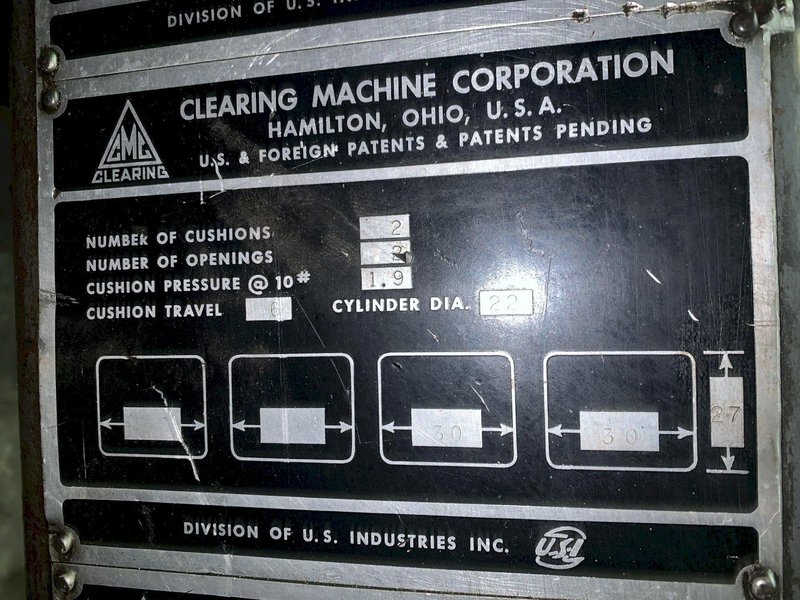 DIVISION OF U.S. IN
CLEARING MACHINE CORPORATION
HAMILTON, OHIO, U.S.A.
U.S. & FOREIGN PATENTS & PATENTS PENDING
CMC
CLEARING
NUMBER OF CUSHIONS 2
NUMBER OF OPENINGS
CUSHION PRESSURE @ 10# 1.9
CUSHION TRAVEL 6 CYLINDER DIA. 22
30 30 27
DIVISION OF U.S. INDUSTRIES INC. U.S.I